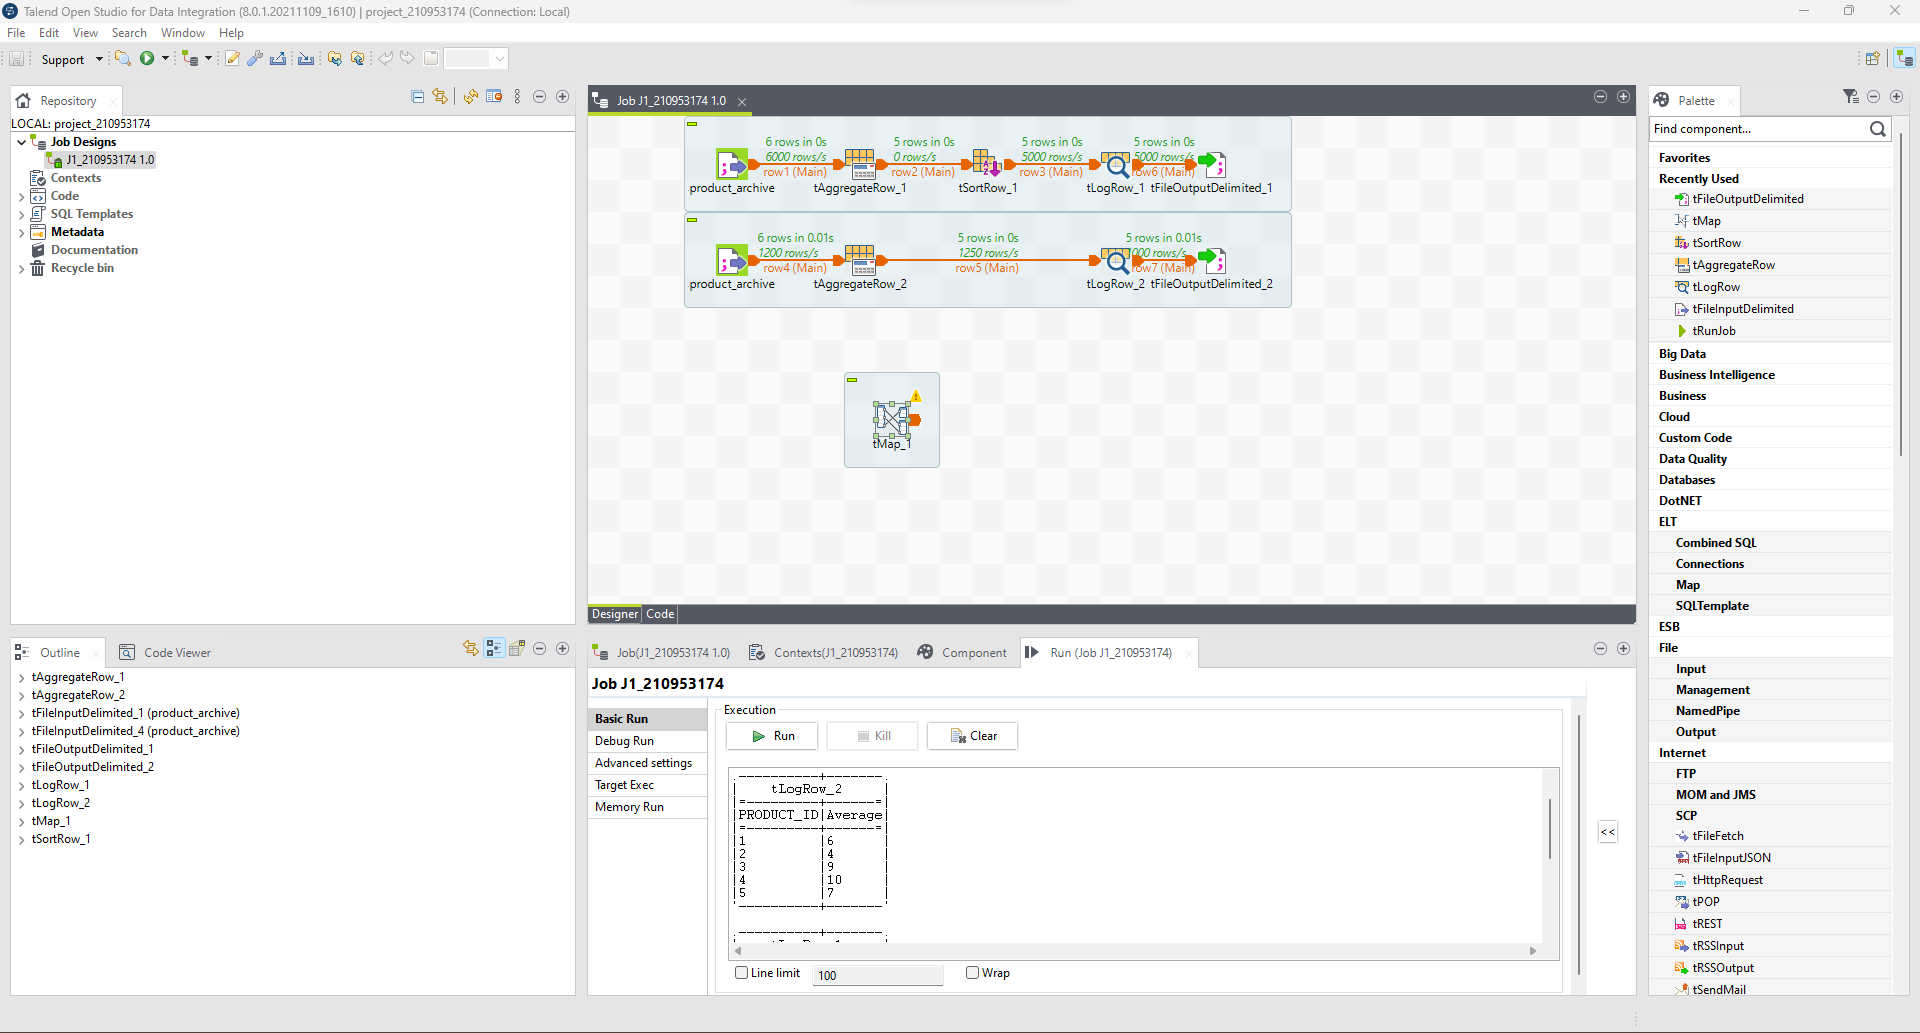 Talend Open Studio for Data Integration (8.0.1.20211109_1610) | project_210953174 (Connection: Local)
File Edit View Search Window Help
Support
Repository
LOCAL: project_210953174
Job Designs
J1_210953174 1.0
Contexts
Code
SQL Templates
Metadata
Documentation
Recycle bin
Job J1_210953174 1.0
6 rows in 0s 5 rows in 0s 5 rows in 0s 5 rows in 0s
6000 rows/s 0 rows/s 5000 rows/s 5000 rows/s
row1 (Main) row2 (Main) row3 (Main) row6 (Main)
product_archive tAggregateRow_1 tSortRow_1 tLogRow_1 tFileOutputDelimited_1
6 rows in 0.01s 5 rows in 0s 5 rows in 0.01s
1200 rows/s 1250 rows/s 000 rows/s
row4 (Main) row5 (Main) row7 (Main)
product_archive tAggregateRow_2 tLogRow_2 tFileOutputDelimited_2
tMap_1
Designer Code
Palette
Find component...
Favorites
Recently Used
tFileOutputDelimited
tMap
tSortRow
tAggregateRow
tLogRow
tFileInputDelimited
tRunJob
Big Data
Business Intelligence
Business
Cloud
Custom Code
Data Quality
Databases
DotNET
ELT
Combined SQL
Connections
Map
SQLTemplate
ESB
File
Input
Management
NamedPipe
Output
Internet
FTP
MOM and JMS
SCP
tFileFetch
tFileInputJSON
tHttpRequest
tPOP
tREST
tRSSInput
tRSSOutput
tSendMail
Outline Code Viewer
tAggregateRow_1
tAggregateRow_2
tFileInputDelimited_1 (product_archive)
tFileInputDelimited_4 (product_archive)
tFileOutputDelimited_1
tFileOutputDelimited_2
tLogRow_1
tLogRow_2
tMap_1
tSortRow_1
Job(J1_210953174 1.0) Contexts(J1_210953174) Component Run (Job J1_210953174)
Job J1_210953174
Basic Run
Debug Run
Advanced settings
Target Exec
Memory Run
Execution
Run Kill Clear
.----------+-------.
| tLogRow_2 |
|=---------+------=|
|PRODUCT_ID|Average|
|=---------+------=|
|1 |6 |
|2 |4 |
|3 |9 |
|4 |10 |
|5 |7 |
'----------+-------'
.----------+-------.
<<
Line limit 100 Wrap